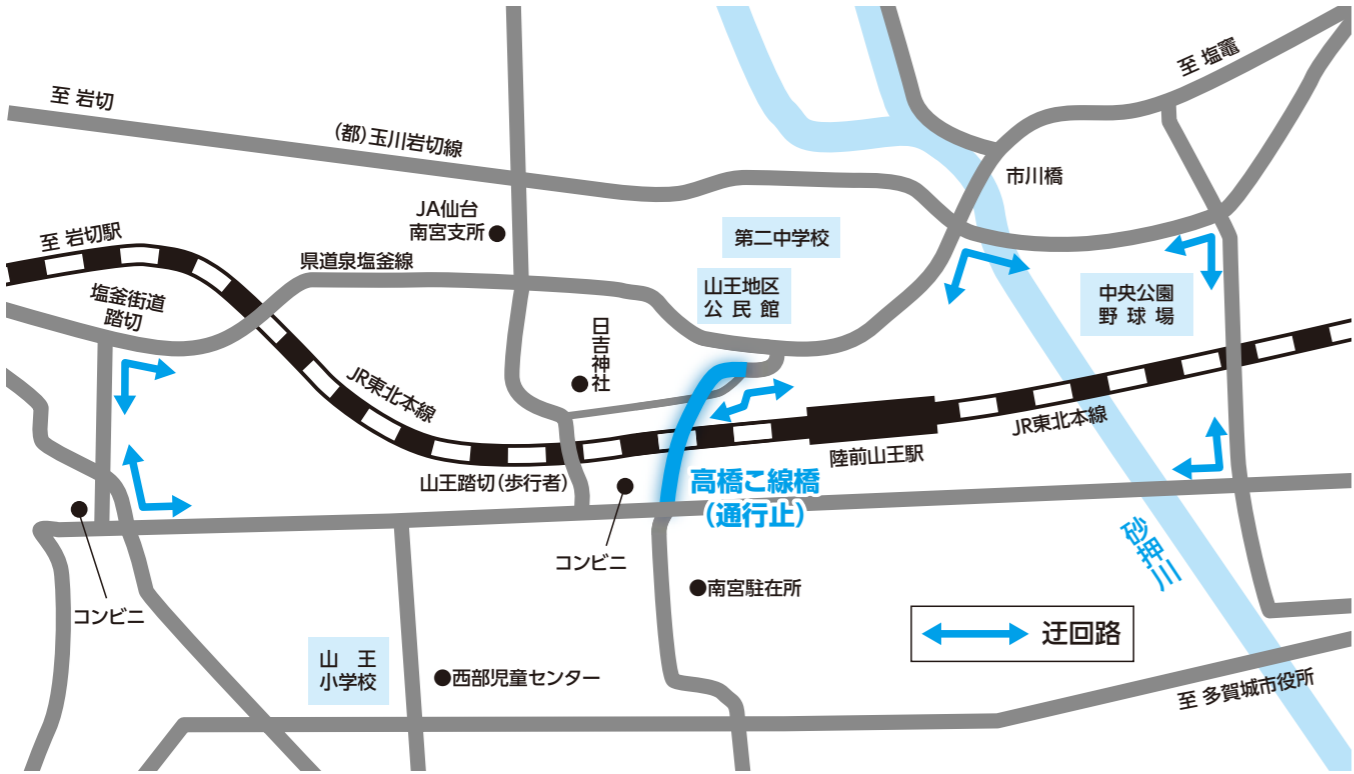 至 岩切
(都)玉川岩切線
至 塩竈
市川橋
JA仙台
南宮支所
第二中学校
至 岩切駅
県道泉塩釜線
山王地区
公民館
中央公園
野球場
塩釜街道
踏切
日吉神社
JR東北本線
JR東北本線
陸前山王駅
山王踏切(歩行者)
高橋こ線橋
(通行止)
コンビニ
砂押川
南宮駐在所
コンビニ
迂回路
山王
小学校
西部児童センター
至 多賀城市役所